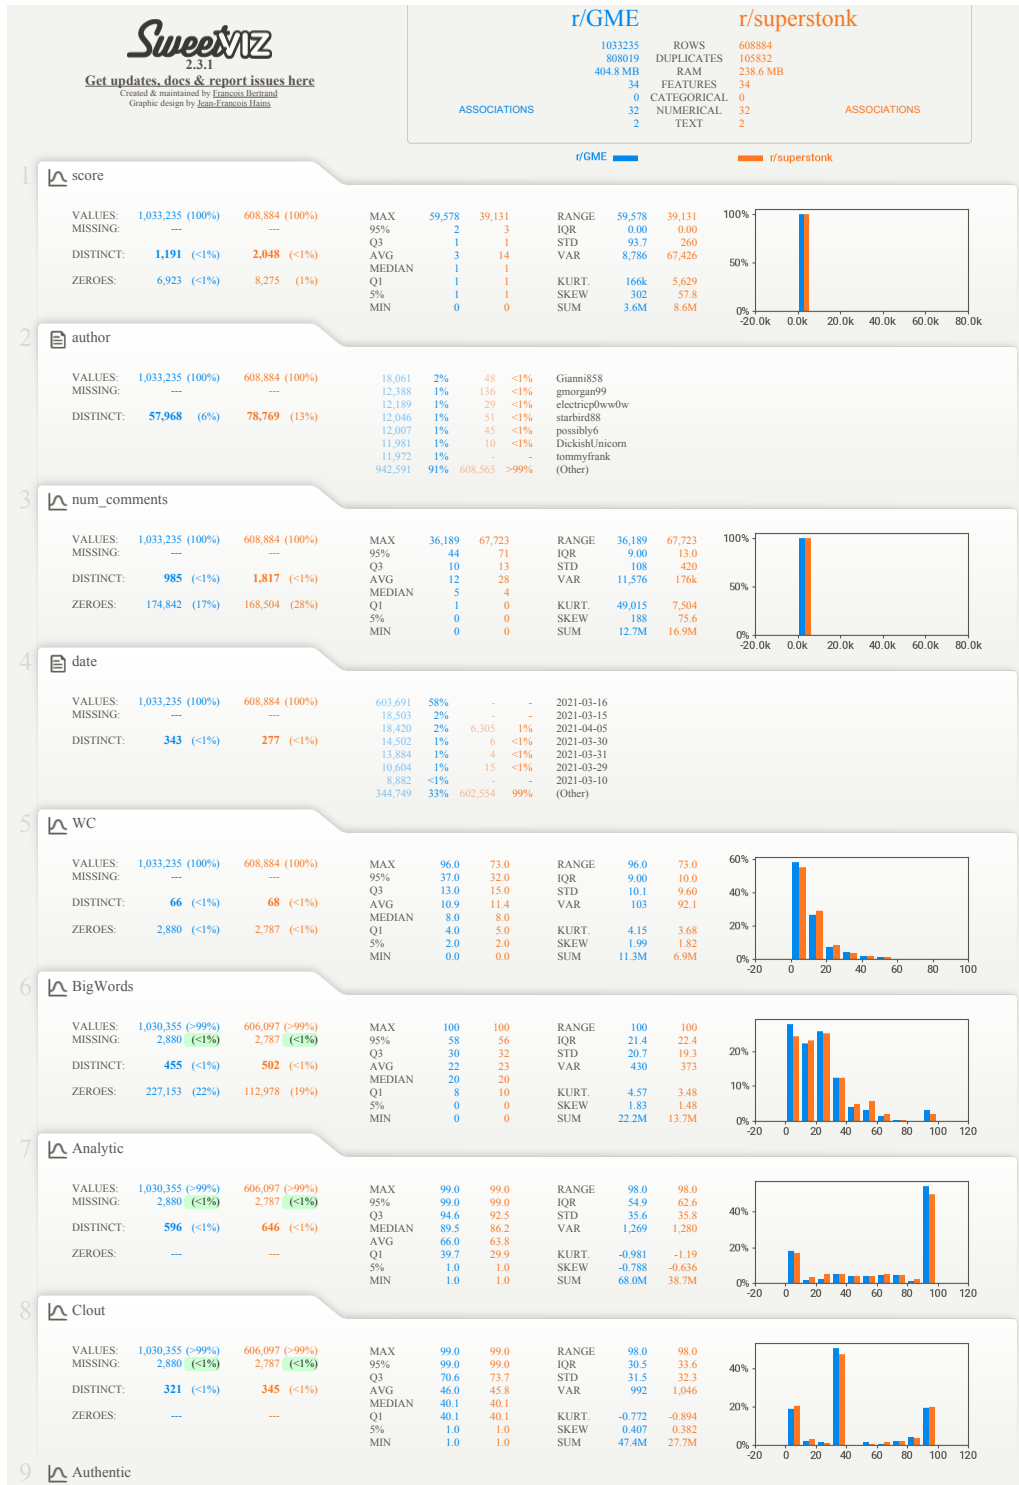 SweetVIZ
2.3.1
Get updates, docs & report issues here
Created & maintained by Francois Bertrand
Graphic design by Jean-Francois Hains
r/GME r/superstonk
1033235 ROWS 608884
808019 DUPLICATES 105832
404.8 MB RAM 238.6 MB
34 FEATURES 34
0 CATEGORICAL 0
ASSOCIATIONS 32 NUMERICAL 32 ASSOCIATIONS
2 TEXT 2
r/GME r/superstonk
1 score
VALUES: 1,033,235 (100%) 608,884 (100%) MAX 59,578 39,131 RANGE 59,578 39,131
MISSING: --- --- 95% 2 3 IQR 0.00 0.00
Q3 1 1 STD 93.7 260
DISTINCT: 1,191 (<1%) 2,048 (<1%) AVG 3 14 VAR 8,786 67,426
MEDIAN 1 1
ZEROES: 6,923 (<1%) 8,275 (1%) Q1 1 1 KURT. 166k 5,629
5% 1 1 SKEW 302 57.8
MIN 0 0 SUM 3.6M 8.6M
100%
50%
0%
-20.0k 0.0k 20.0k 40.0k 60.0k 80.0k
2 author
VALUES: 1,033,235 (100%) 608,884 (100%) 18,061 2% 48 <1% Gianni858
MISSING: --- --- 12,388 1% 136 <1% gmorgan99
12,189 1% 29 <1% electricp0ww0w
DISTINCT: 57,968 (6%) 78,769 (13%) 12,046 1% 51 <1% starbird88
12,007 1% 45 <1% possibly6
11,981 1% 10 <1% DickishUnicorn
11,972 1% - - tommyfrank
942,591 91% 608,565 >99% (Other)
3 num_comments
VALUES: 1,033,235 (100%) 608,884 (100%) MAX 36,189 67,723 RANGE 36,189 67,723
MISSING: --- --- 95% 44 71 IQR 9.00 13.0
Q3 10 13 STD 108 420
DISTINCT: 985 (<1%) 1,817 (<1%) AVG 12 28 VAR 11,576 176k
MEDIAN 5 4
ZEROES: 174,842 (17%) 168,504 (28%) Q1 1 0 KURT. 49,015 7,504
5% 0 0 SKEW 188 75.6
MIN 0 0 SUM 12.7M 16.9M
100%
50%
0%
-20.0k 0.0k 20.0k 40.0k 60.0k 80.0k
4 date
VALUES: 1,033,235 (100%) 608,884 (100%) 603,691 58% - - 2021-03-16
MISSING: --- --- 18,503 2% - - 2021-03-15
18,420 2% 6,305 1% 2021-04-05
DISTINCT: 343 (<1%) 277 (<1%) 14,502 1% 6 <1% 2021-03-30
13,884 1% 4 <1% 2021-03-31
10,604 1% 15 <1% 2021-03-29
8,882 <1% - - 2021-03-10
344,749 33% 602,554 99% (Other)
5 WC
VALUES: 1,033,235 (100%) 608,884 (100%) MAX 96.0 73.0 RANGE 96.0 73.0
MISSING: --- --- 95% 37.0 32.0 IQR 9.00 10.0
Q3 13.0 15.0 STD 10.1 9.60
DISTINCT: 66 (<1%) 68 (<1%) AVG 10.9 11.4 VAR 103 92.1
MEDIAN 8.0 8.0
ZEROES: 2,880 (<1%) 2,787 (<1%) Q1 4.0 5.0 KURT. 4.15 3.68
5% 2.0 2.0 SKEW 1.99 1.82
MIN 0.0 0.0 SUM 11.3M 6.9M
60%
40%
20%
0%
-20 0 20 40 60 80 100
6 BigWords
VALUES: 1,030,355 (>99%) 606,097 (>99%) MAX 100 100 RANGE 100 100
MISSING: 2,880 (<1%) 2,787 (<1%) 95% 58 56 IQR 21.4 22.4
Q3 30 32 STD 20.7 19.3
DISTINCT: 455 (<1%) 502 (<1%) AVG 22 23 VAR 430 373
MEDIAN 20 20
ZEROES: 227,153 (22%) 112,978 (19%) Q1 8 10 KURT. 4.57 3.48
5% 0 0 SKEW 1.83 1.48
MIN 0 0 SUM 22.2M 13.7M
20%
10%
0%
-20 0 20 40 60 80 100 120
7 Analytic
VALUES: 1,030,355 (>99%) 606,097 (>99%) MAX 99.0 99.0 RANGE 98.0 98.0
MISSING: 2,880 (<1%) 2,787 (<1%) 95% 99.0 99.0 IQR 54.9 62.6
Q3 94.6 92.5 STD 35.6 35.8
DISTINCT: 596 (<1%) 646 (<1%) MEDIAN 89.5 86.2 VAR 1,269 1,280
AVG 66.0 63.8
ZEROES: --- --- Q1 39.7 29.9 KURT. -0.981 -1.19
5% 1.0 1.0 SKEW -0.788 -0.636
MIN 1.0 1.0 SUM 68.0M 38.7M
40%
20%
0%
-20 0 20 40 60 80 100 120
8 Clout
VALUES: 1,030,355 (>99%) 606,097 (>99%) MAX 99.0 99.0 RANGE 98.0 98.0
MISSING: 2,880 (<1%) 2,787 (<1%) 95% 99.0 99.0 IQR 30.5 33.6
Q3 70.6 73.7 STD 31.5 32.3
DISTINCT: 321 (<1%) 345 (<1%) AVG 46.0 45.8 VAR 992 1,046
MEDIAN 40.1 40.1
ZEROES: --- --- Q1 40.1 40.1 KURT. -0.772 -0.894
5% 1.0 1.0 SKEW 0.407 0.382
MIN 1.0 1.0 SUM 47.4M 27.7M
40%
20%
0%
-20 0 20 40 60 80 100 120
9 Authentic